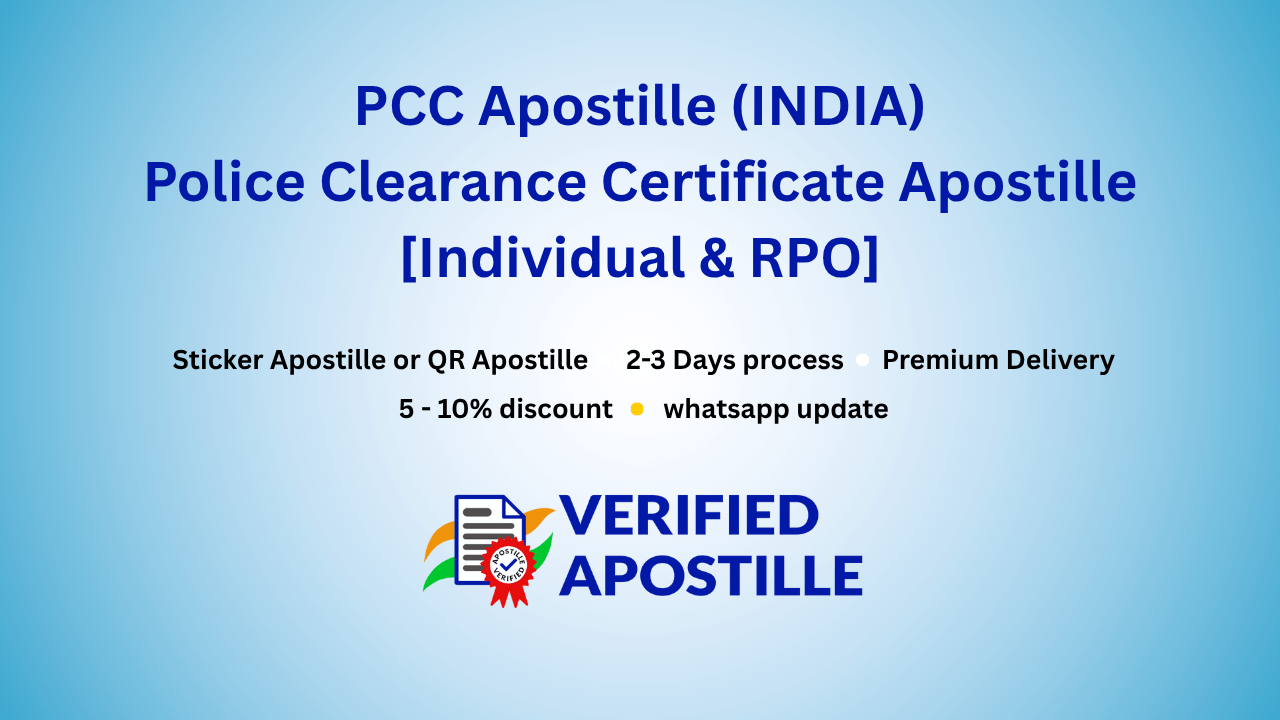 PCC Apostille (INDIA)
Police Clearance Certificate Apostille
[Individual & RPO]
Sticker Apostille or QR Apostille 2-3 Days process Premium Delivery
5 - 10% discount whatsapp update
VERIFIED
APOSTILLE
APOSTILLE
VERIFIED